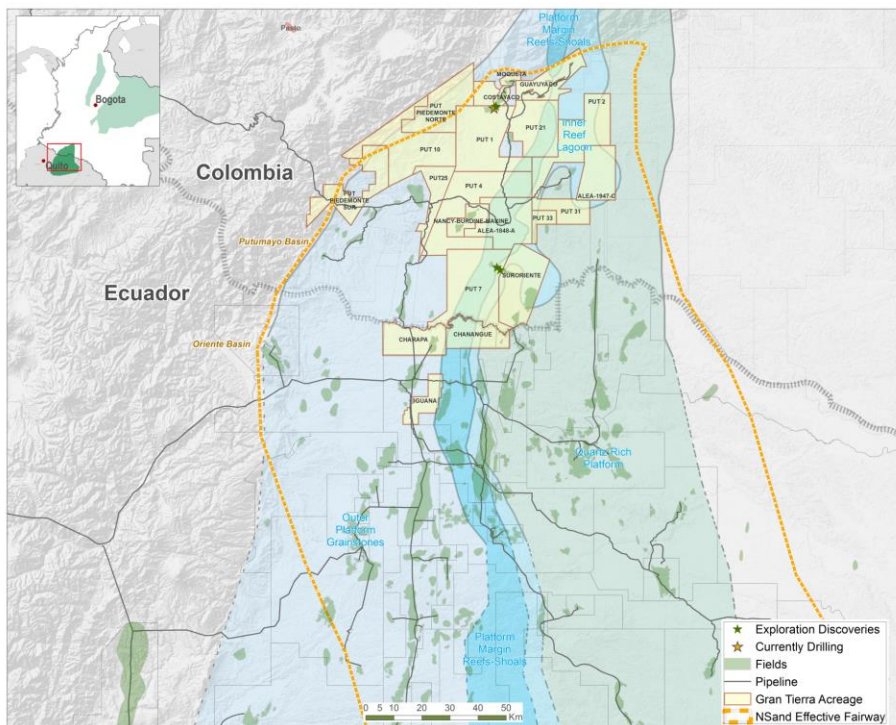 Pasto
Platform
Margin
Reefs-Shoals
Bogota
Quito
MOQUETA
GUAYUYACO
COSTAYACO
PUT
PIEDEMONTE
NORTE
PUT 2
PUT 1
PUT 21
Inner
Reef
Lagoon
PUT 10
Colombia
PUT25
PUT 4
ALEA-1947-C
PUT
PIEDEMONTE
SUR
NANCY-BURDINE-MAXINE
PUT 33
PUT 31
ALEA-1848-A
Putumayo Basin
SURORIENTE
PUT 7
Ecuador
CHARAPA
CHANANGUE
Oriente Basin
IGUANA
Quartz Rich
Platform
Outer
Platform
Grainstones
Platform
Margin
Reefs-Shoals
Exploration Discoveries
Currently Drilling
Fields
Pipeline
Gran Tierra Acreage
NSand Effective Fairway
0 5 10 20 30 40 50
Km